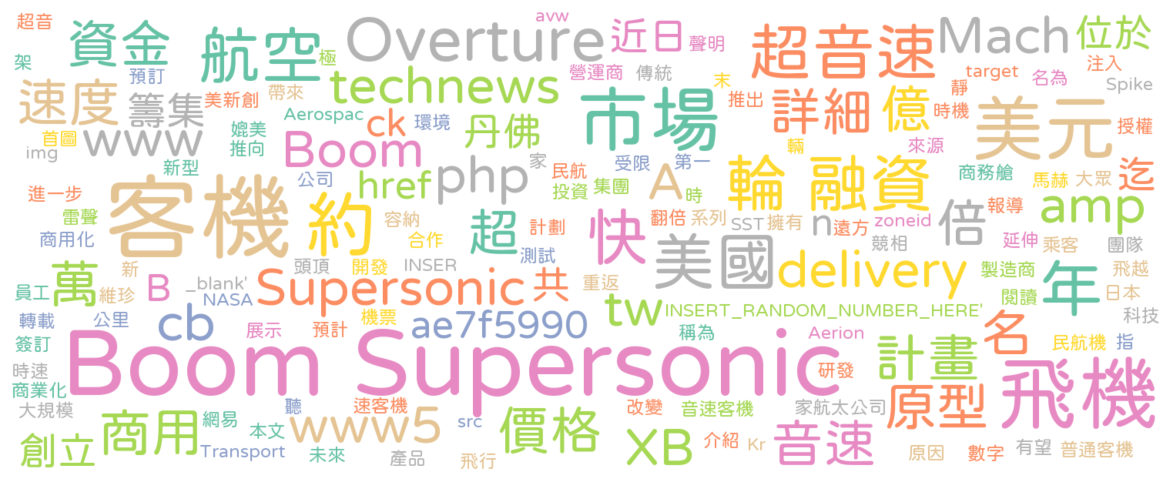 超音
資金
航空
極
Overture
avw
近日
聲明
超音速
Mach
位於
架
預訂
速度
籌集
美新創
帶來
technews
營運商
傳統
末
推出
target
靜
時機
名為
注入
Spike
首圖
img
www
媲美
推向
Aerospac
ck
環境
丹佛
市場
詳細
億
美元
授權
新型
Boom
家
民航
受限
第一
輛
來源
商務艙
馬赫
大眾
迄
進一步
雷聲
商用化
客機
公司
約
href
容納
合作
php
超
投資
集團
計劃
快
A
時
翻倍
系列
輪 融資
SST
擁有
n
遠方
zoneid
競相
倍
報導
延伸
amp
乘客
團隊
員工
萬
維珍
新
B
_blank'
NASA
頭頂
開發
INSER
Supersonic
測試
共
重返
美國
delivery
製造商
閱讀
年
飛越
日本
科技
轉載
公里
簽訂
cb
展示
預計
機票
ae7f5990
tw
INSERT_RANDOM_NUMBER_HERE'
稱為
Aerion
名
民航機
指
時速
商業化
大規模
Boom Supersonic
研發
計畫
原型
飛機
創立
商用
網易
Transport
本文
未來
聽
速客機
www5
產品
src
飛行
價格
改變
XB
音速客機
介紹
Kr
家航太公司
音速
原因
數字
有望
普通客機